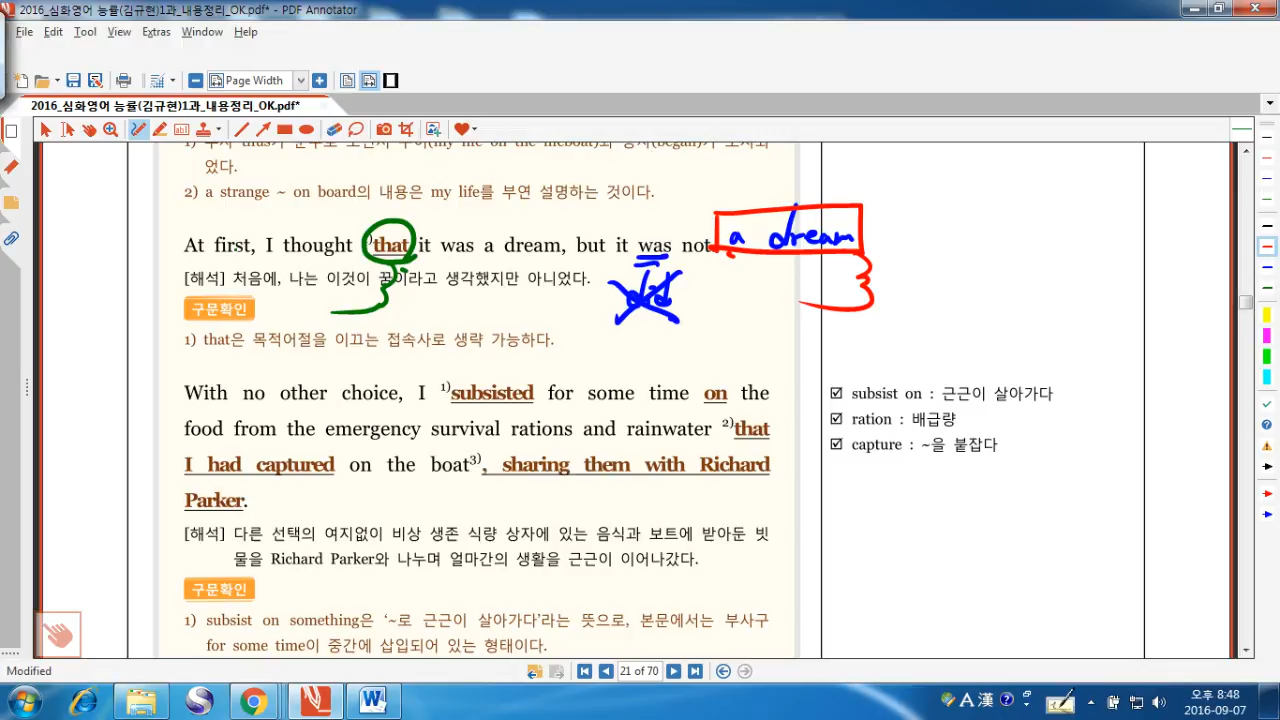 2016_심화영어 능률(김규현)1과_내용정리_OK.pdf* - PDF Annotator
File Edit Tool View Extras Window Help
Page Width
2016_심화영어 능률(김규현)1과_내용정리_OK.pdf*
었다.
2) a strange ~ on board의 내용은 my life를 부연 설명하는 것이다.
At first, I thought 1)that it was a dream, but it was not a dream
[해석] 처음에, 나는 이것이 꿈이라고 생각했지만 아니었다.
did
구문확인
1) that은 목적어절을 이끄는 접속사로 생략 가능하다.
With no other choice, I 1)subsisted for some time on the
food from the emergency survival rations and rainwater 2)that
I had captured on the boat3), sharing them with Richard
Parker.
☑ subsist on : 근근이 살아가다
☑ ration : 배급량
☑ capture : ~을 붙잡다
[해석] 다른 선택의 여지없이 비상 생존 식량 상자에 있는 음식과 보트에 받아둔 빗
물을 Richard Parker와 나누며 얼마간의 생활을 근근이 이어나갔다.
구문확인
1) subsist on something은 ‘~로 근근이 살아가다’라는 뜻으로, 본문에서는 부사구
for some time이 중간에 삽입되어 있는 형태이다.
Modified
21 of 70
A 漢
오후 8:48
2016-09-07